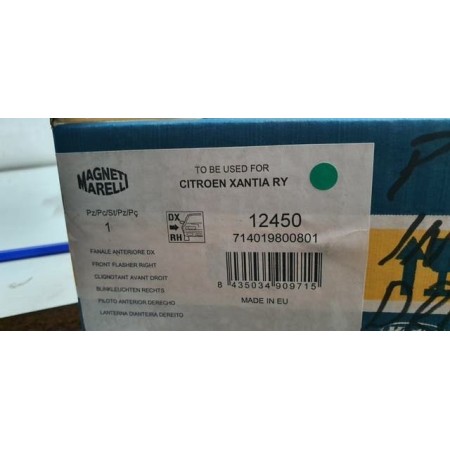 MAGNETI
MARELLI
TO BE USED FOR
CITROEN XANTIA RY
Pz/Pc/St/Pz/Pç
1
DX
RH
12450
714019800801
FANALE ANTERIORE DX
FRONT FLASHER RIGHT
CLIGNOTANT AVANT DROIT
BLINKLEUCHTEN RECHTS
PILOTO ANTERIOR DERECHO
LANTERNA DIANTEIRA DEREITO
8 435034 909715
MADE IN EU